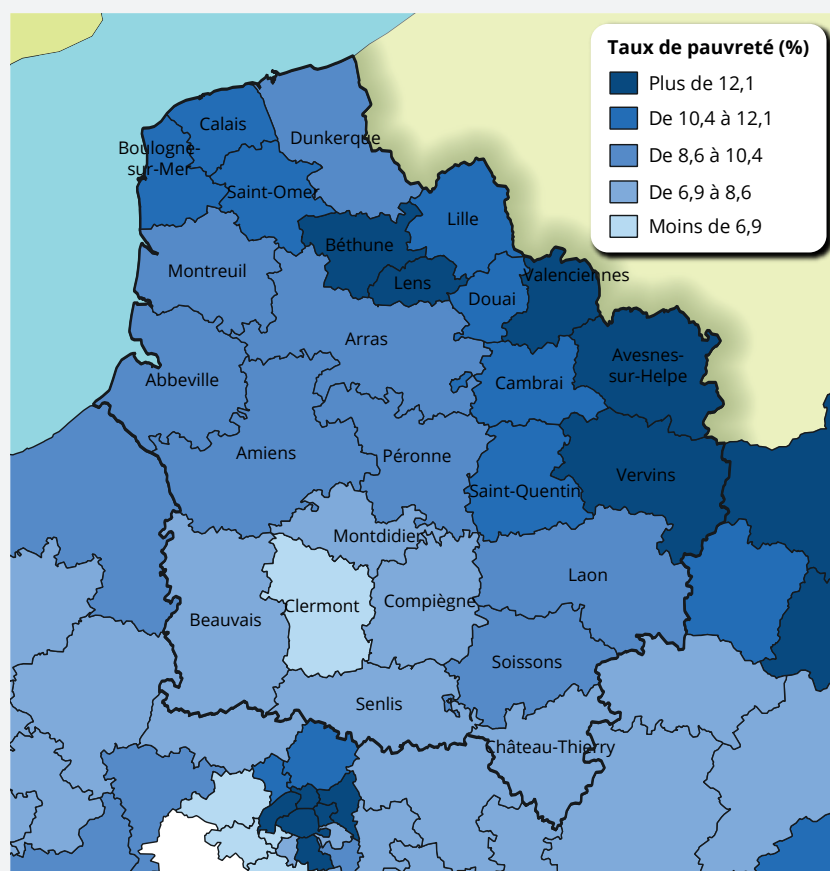 Taux de pauvreté (%)
Plus de 12,1
De 10,4 à 12,1
De 8,6 à 10,4
De 6,9 à 8,6
Moins de 6,9
Calais
Dunkerque
Boulogne-
sur-Mer
Saint-Omer
Lille
Béthune
Montreuil
Lens
Valenciennes
Douai
Arras
Avesnes-
sur-Helpe
Abbeville
Cambrai
Amiens
Péronne
Vervins
Saint-Quentin
Montdidier
Laon
Beauvais
Clermont
Compiègne
Soissons
Senlis
Château-Thierry